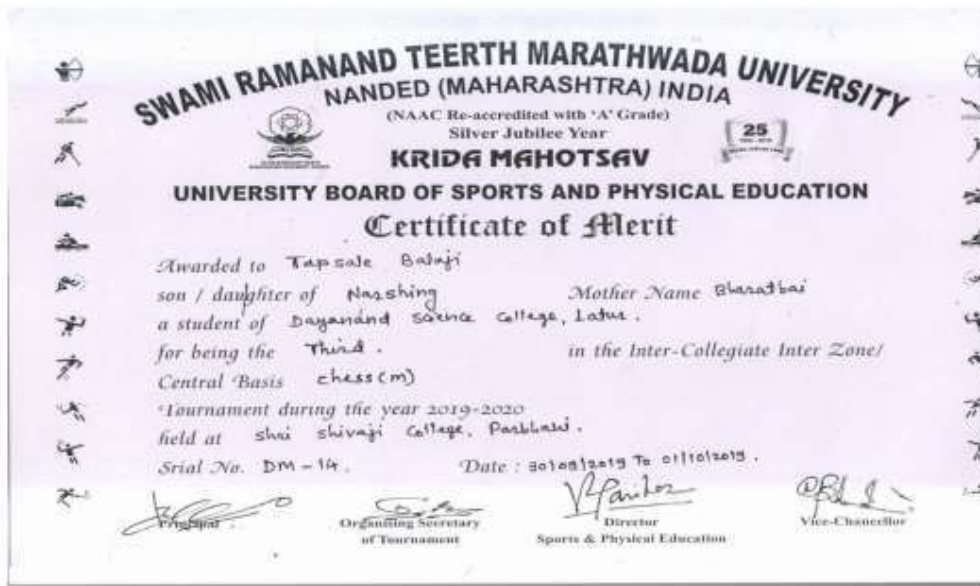 SWAMI RAMANAND TEERTH MARATHWADA UNIVERSITY
NANDED (MAHARASHTRA) INDIA
(NAAC Re-accredited with 'A' Grade)
Silver Jubilee Year
25
KRIDA MAHOTSAV
UNIVERSITY BOARD OF SPORTS AND PHYSICAL EDUCATION
Certificate of Merit
Awarded to Tapsale Balaji
son / daughter of Narshing Mother Name Bharatbai
a student of Dayanand Science College, Latur.
for being the Third. in the Inter-Collegiate Inter Zone/
Central Basis chess(m)
Tournament during the year 2019-2020
held at shri shivaji College, Parbhani.
Srial No. DM-14. Date : 30/09/2019 To 01/10/2019.
Principal Organising Secretary Director Vice-Chancellor
of Tournament Sports & Physical Education